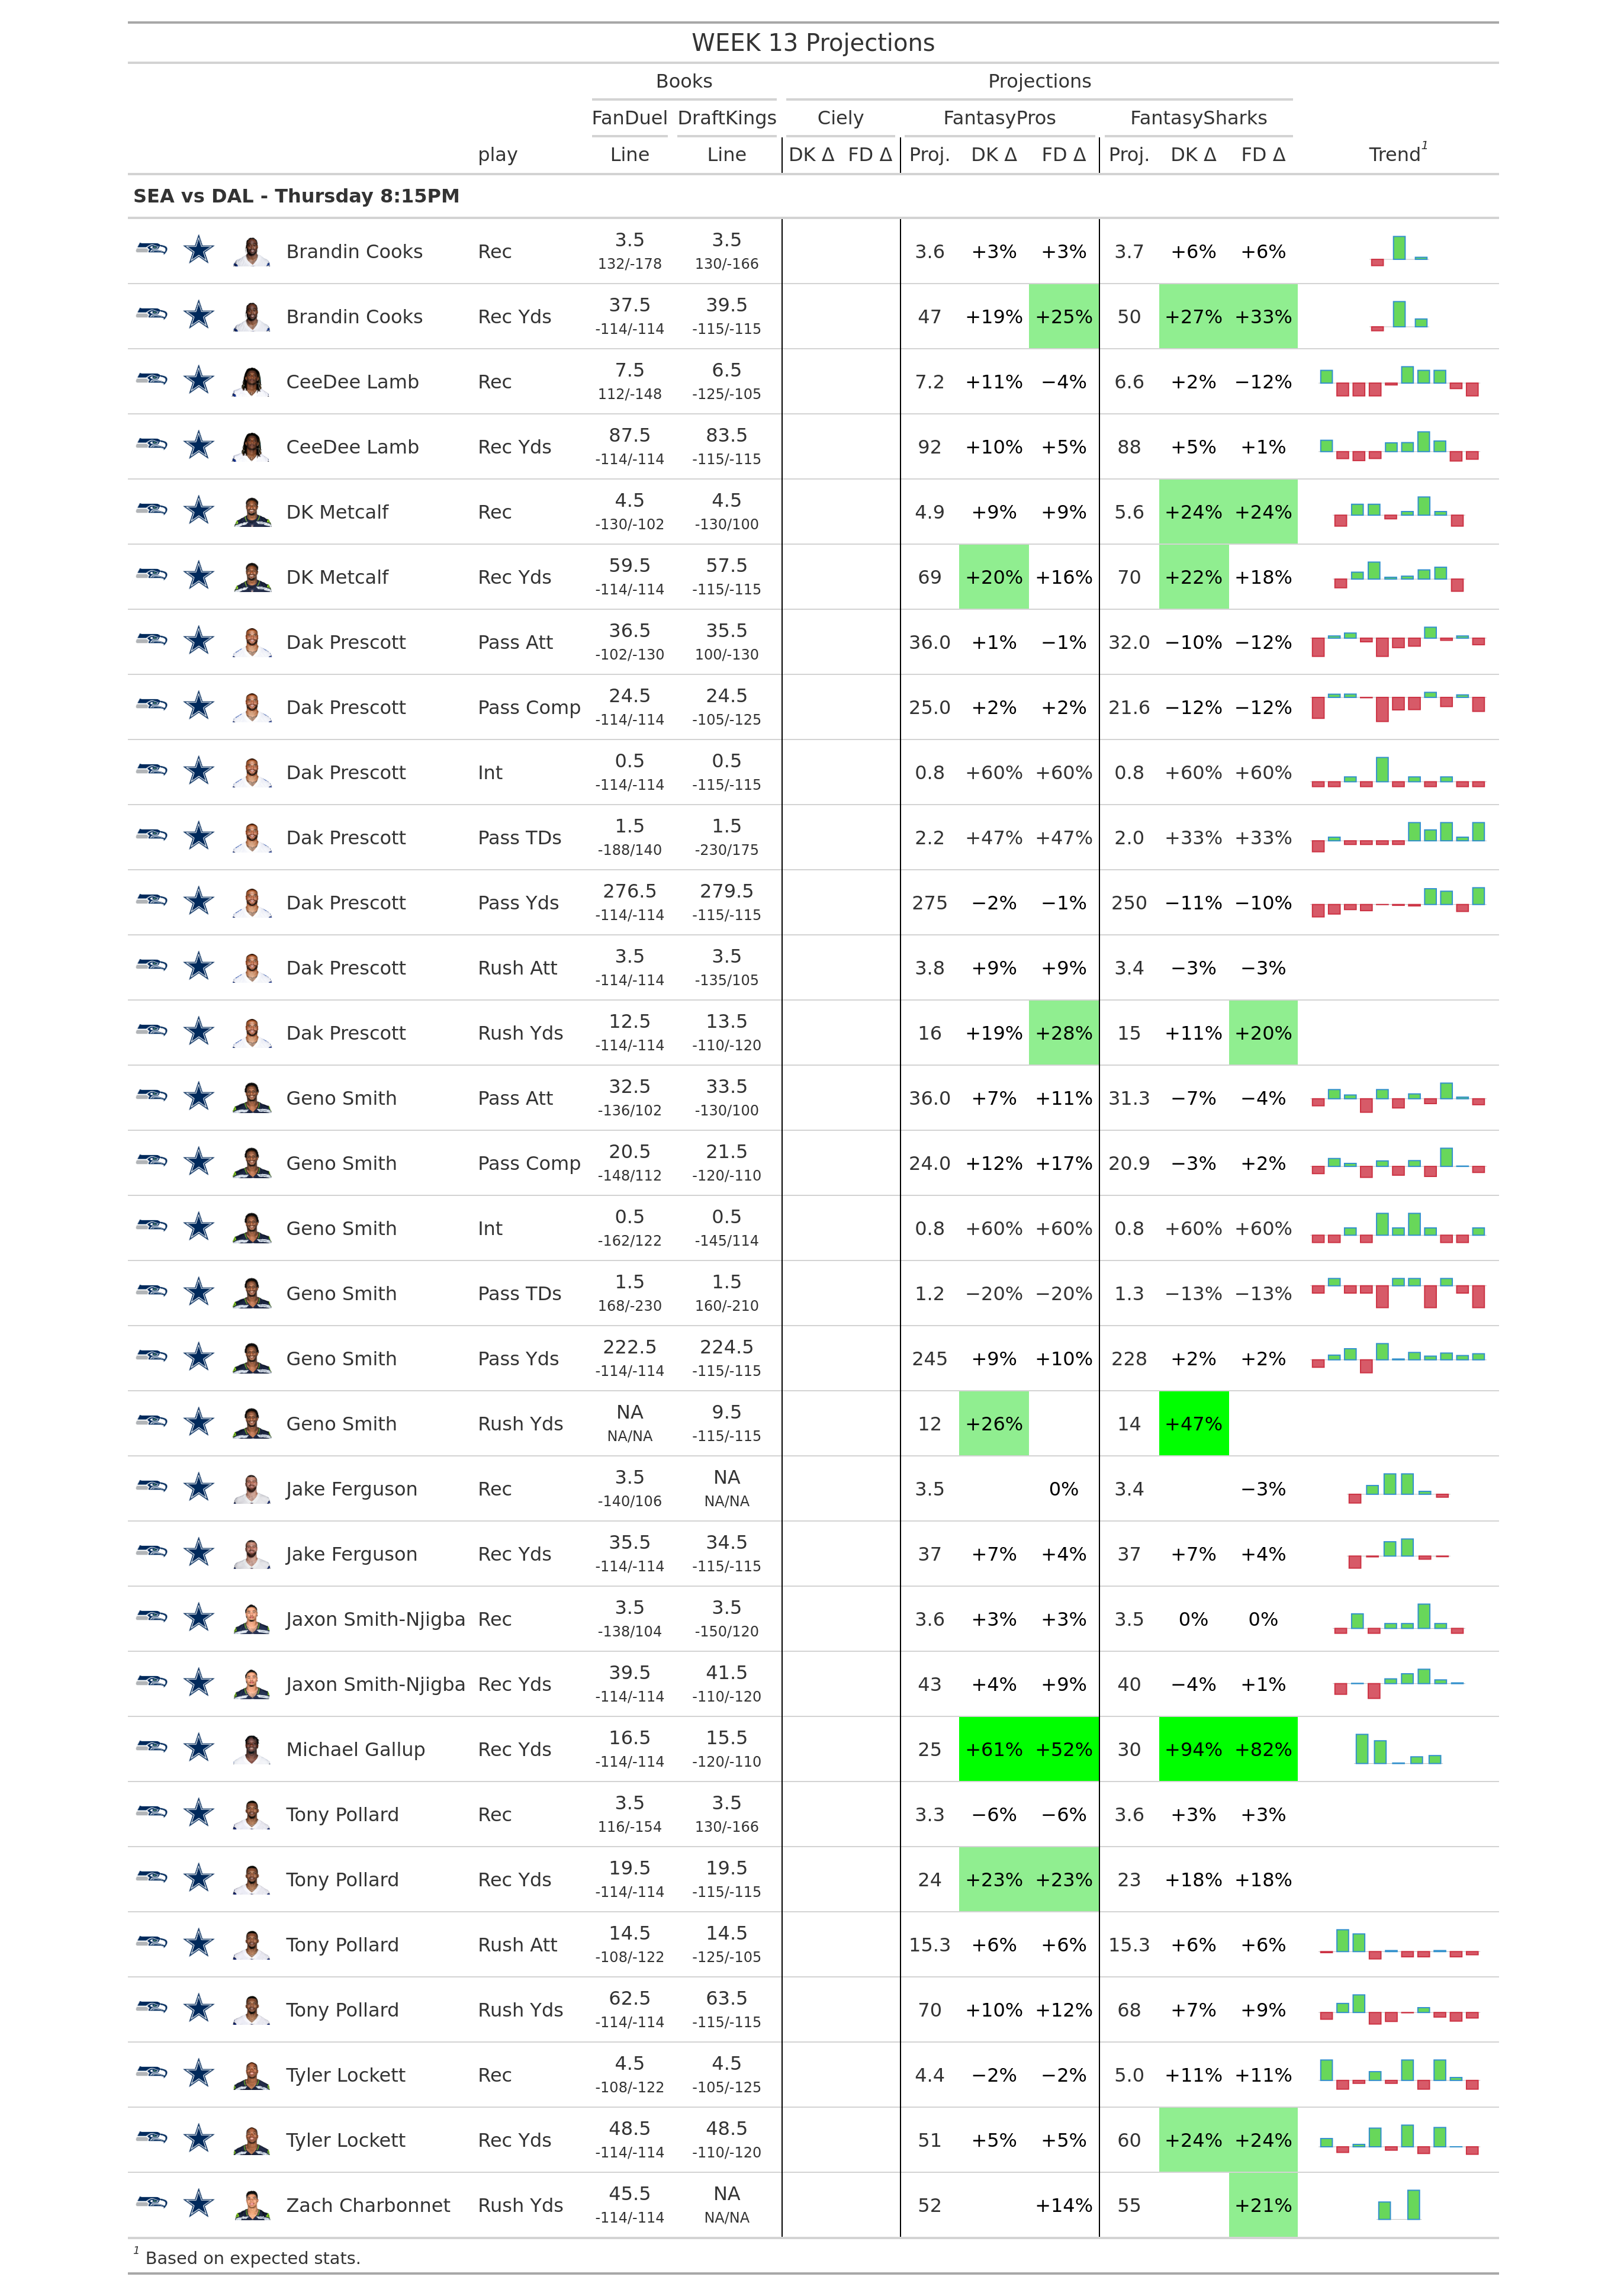 WEEK 13 Projections
Books Projections
FanDuel DraftKings Ciely FantasyPros FantasySharks
play Line Line DK Δ FD Δ Proj. DK Δ FD Δ Proj. DK Δ FD Δ Trend1
SEA vs DAL - Thursday 8:15PM
Brandin Cooks Rec 3.5 3.5 3.6 +3% +3% 3.7 +6% +6%
132/-178 130/-166
Brandin Cooks Rec Yds 37.5 39.5 47 +19% +25% 50 +27% +33%
-114/-114 -115/-115
CeeDee Lamb Rec 7.5 6.5 7.2 +11% −4% 6.6 +2% −12%
112/-148 -125/-105
CeeDee Lamb Rec Yds 87.5 83.5 92 +10% +5% 88 +5% +1%
-114/-114 -115/-115
DK Metcalf Rec 4.5 4.5 4.9 +9% +9% 5.6 +24% +24%
-130/-102 -130/100
DK Metcalf Rec Yds 59.5 57.5 69 +20% +16% 70 +22% +18%
-114/-114 -115/-115
Dak Prescott Pass Att 36.5 35.5 36.0 +1% −1% 32.0 −10% −12%
-102/-130 100/-130
Dak Prescott Pass Comp 24.5 24.5 25.0 +2% +2% 21.6 −12% −12%
-114/-114 -105/-125
Dak Prescott Int 0.5 0.5 0.8 +60% +60% 0.8 +60% +60%
-114/-114 -115/-115
Dak Prescott Pass TDs 1.5 1.5 2.2 +47% +47% 2.0 +33% +33%
-188/140 -230/175
Dak Prescott Pass Yds 276.5 279.5 275 −2% −1% 250 −11% −10%
-114/-114 -115/-115
Dak Prescott Rush Att 3.5 3.5 3.8 +9% +9% 3.4 −3% −3%
-114/-114 -135/105
Dak Prescott Rush Yds 12.5 13.5 16 +19% +28% 15 +11% +20%
-114/-114 -110/-120
Geno Smith Pass Att 32.5 33.5 36.0 +7% +11% 31.3 −7% −4%
-136/102 -130/100
Geno Smith Pass Comp 20.5 21.5 24.0 +12% +17% 20.9 −3% +2%
-148/112 -120/-110
Geno Smith Int 0.5 0.5 0.8 +60% +60% 0.8 +60% +60%
-162/122 -145/114
Geno Smith Pass TDs 1.5 1.5 1.2 −20% −20% 1.3 −13% −13%
168/-230 160/-210
Geno Smith Pass Yds 222.5 224.5 245 +9% +10% 228 +2% +2%
-114/-114 -115/-115
Geno Smith Rush Yds NA 9.5 12 +26% 14 +47%
NA/NA -115/-115
Jake Ferguson Rec 3.5 NA 3.5 0% 3.4 −3%
-140/106 NA/NA
Jake Ferguson Rec Yds 35.5 34.5 37 +7% +4% 37 +7% +4%
-114/-114 -115/-115
Jaxon Smith-Njigba Rec 3.5 3.5 3.6 +3% +3% 3.5 0% 0%
-138/104 -150/120
Jaxon Smith-Njigba Rec Yds 39.5 41.5 43 +4% +9% 40 −4% +1%
-114/-114 -110/-120
Michael Gallup Rec Yds 16.5 15.5 25 +61% +52% 30 +94% +82%
-114/-114 -120/-110
Tony Pollard Rec 3.5 3.5 3.3 −6% −6% 3.6 +3% +3%
116/-154 130/-166
Tony Pollard Rec Yds 19.5 19.5 24 +23% +23% 23 +18% +18%
-114/-114 -115/-115
Tony Pollard Rush Att 14.5 14.5 15.3 +6% +6% 15.3 +6% +6%
-108/-122 -125/-105
Tony Pollard Rush Yds 62.5 63.5 70 +10% +12% 68 +7% +9%
-114/-114 -115/-115
Tyler Lockett Rec 4.5 4.5 4.4 −2% −2% 5.0 +11% +11%
-108/-122 -105/-125
Tyler Lockett Rec Yds 48.5 48.5 51 +5% +5% 60 +24% +24%
-114/-114 -110/-120
Zach Charbonnet Rush Yds 45.5 NA 52 +14% 55 +21%
-114/-114 NA/NA
1 Based on expected stats.